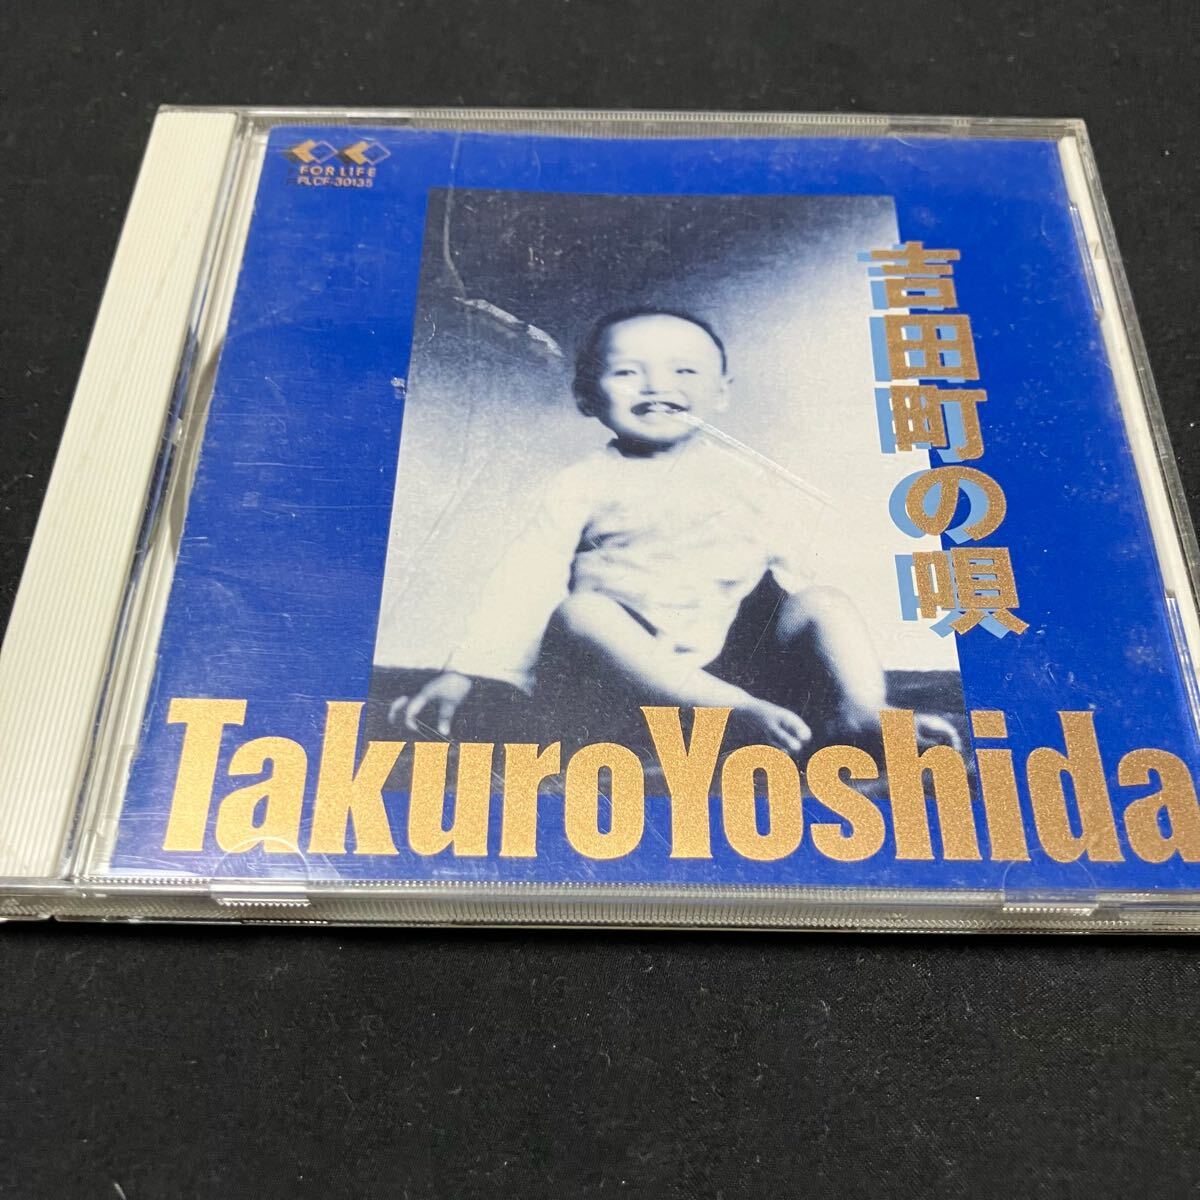 FOR LIFE
FLCF-30135
吉田町の唄
TakuroYoshida